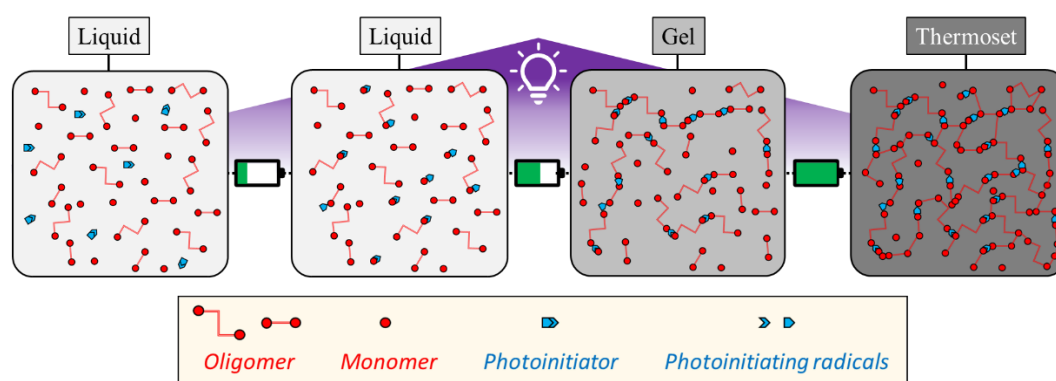 Liquid
Liquid
Gel
Thermoset
Oligomer
Monomer
Photoinitiator
Photoinitiating radicals